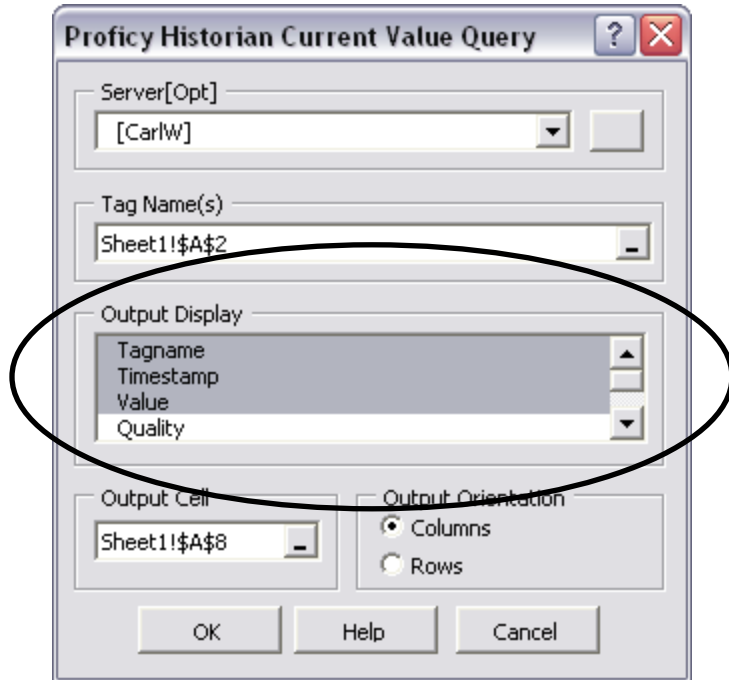 Proficy Historian Current Value Query
Server[Opt]
[CarlW]
Tag Name(s)
Sheet1!$A$2
Output Display
Tagname
Timestamp
Value
Quality
Output Cell
Sheet1!$A$8
Output Orientation
Columns
Rows
OK Help Cancel